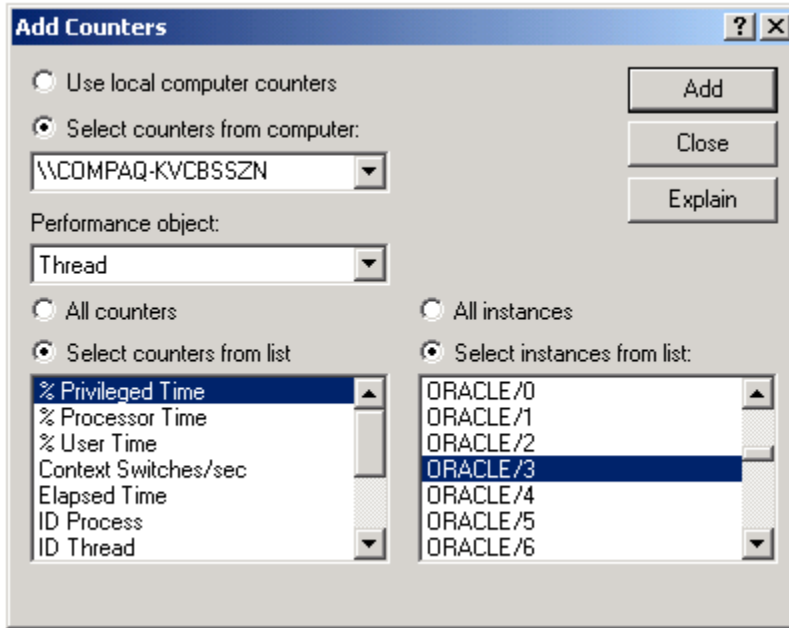 Add Counters
Use local computer counters
Select counters from computer:
\\COMPAQ-KVCBSSZN
Performance object:
Thread
All counters
Select counters from list
% Privileged Time
% Processor Time
% User Time
Context Switches/sec
Elapsed Time
ID Process
ID Thread
Add
Close
Explain
All instances
Select instances from list:
ORACLE/0
ORACLE/1
ORACLE/2
ORACLE/3
ORACLE/4
ORACLE/5
ORACLE/6